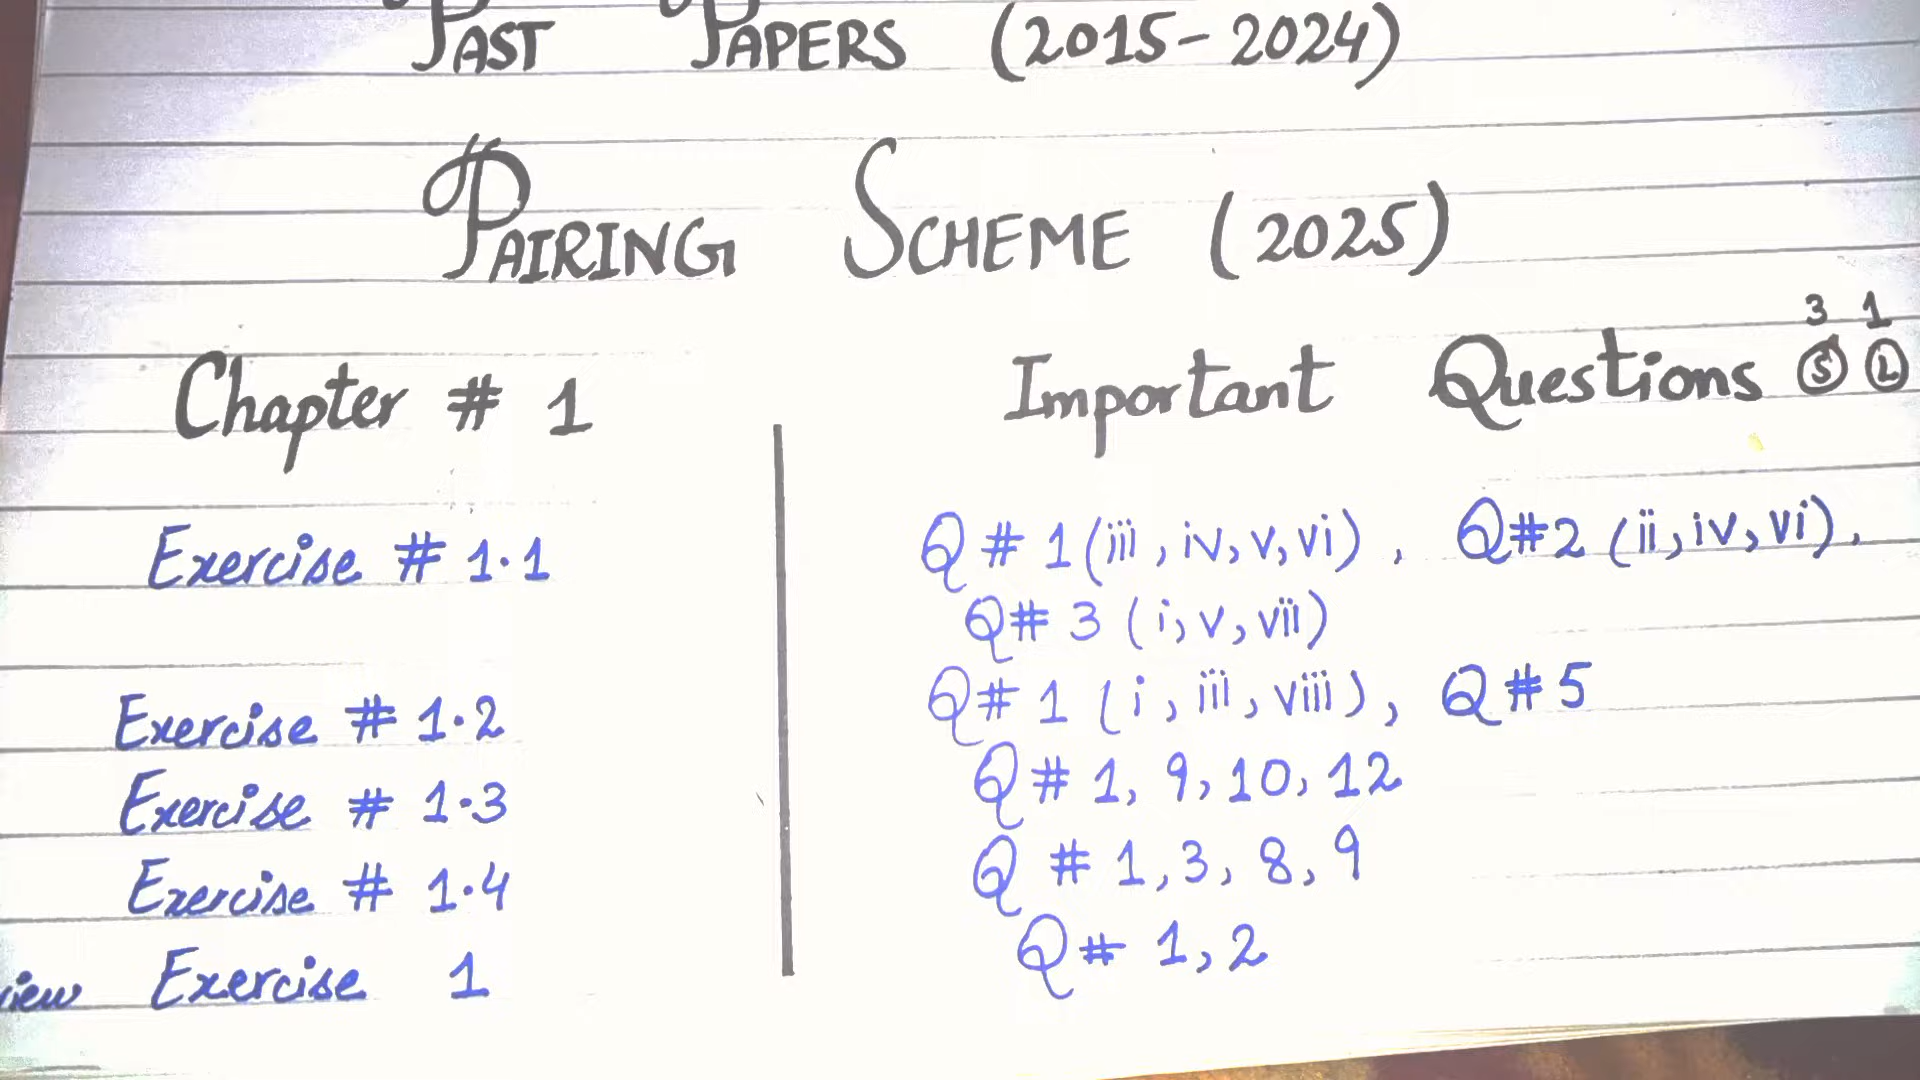 PAST PAPERS (2015-2024)
PAIRING SCHEME (2025)
3 1
Chapter # 1 Important Questions S L
Exercise # 1.1 Q # 1 (iii, iv, v, vi), Q#2 (ii, iv, vi),
Q# 3 (i, v, vii)
Exercise # 1.2 Q# 1 (i, iii, viii), Q # 5
Exercise # 1.3 Q# 1, 9, 10, 12
Exercise # 1.4 Q # 1, 3, 8, 9
Exercise 1 Q# 1, 2